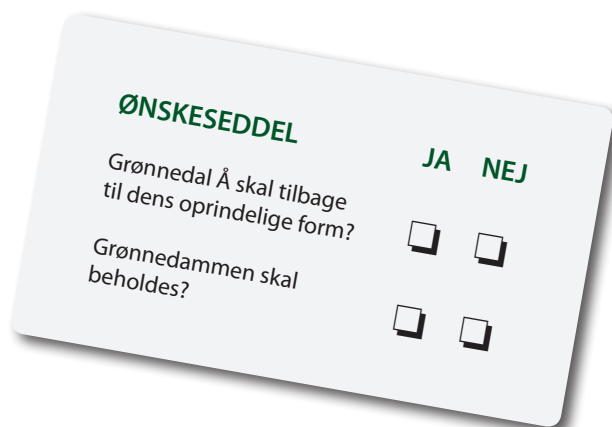 ØNSKESEDDEL
JA NEJ
Grønnedal Å skal tilbage
til dens oprindelige form?
Grønnedammen skal
beholdes?